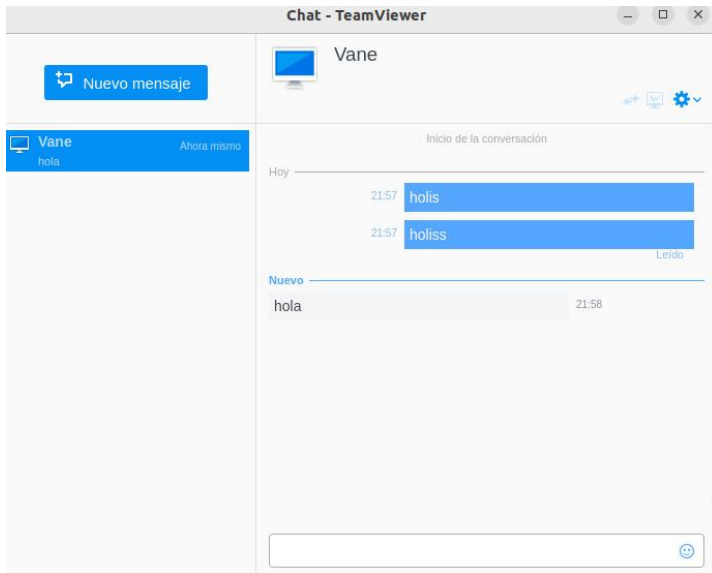 Chat - TeamViewer
Nuevo mensaje
Vane
Ahora mismo
hola
Vane
Inicio de la conversación
Hoy
21:57 holis
21:57 holiss
Leído
Nuevo
hola 21:58